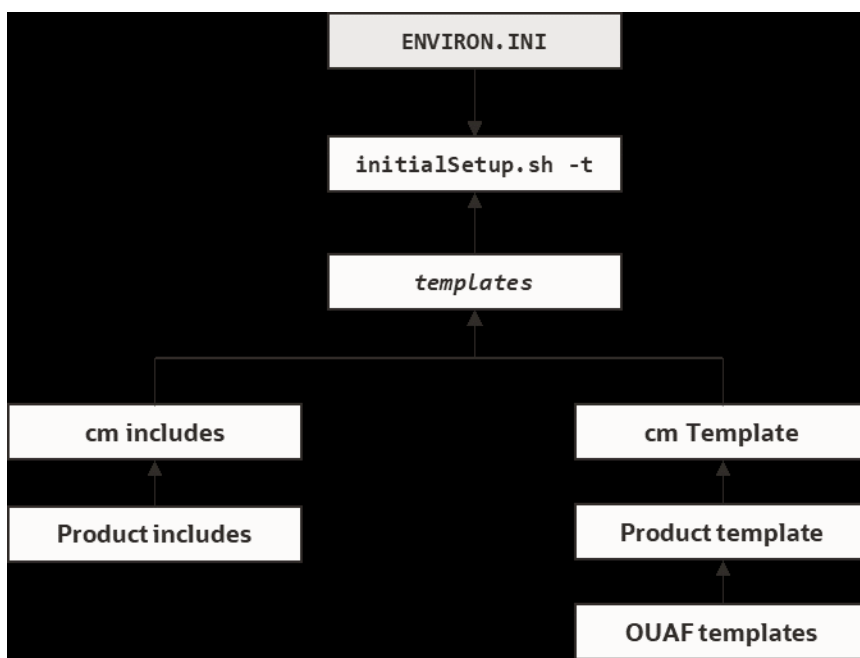 ENVIRON.INI
initialSetup.sh -t
templates
cm includes
cm Template
Product includes
Product template
OUAF templates